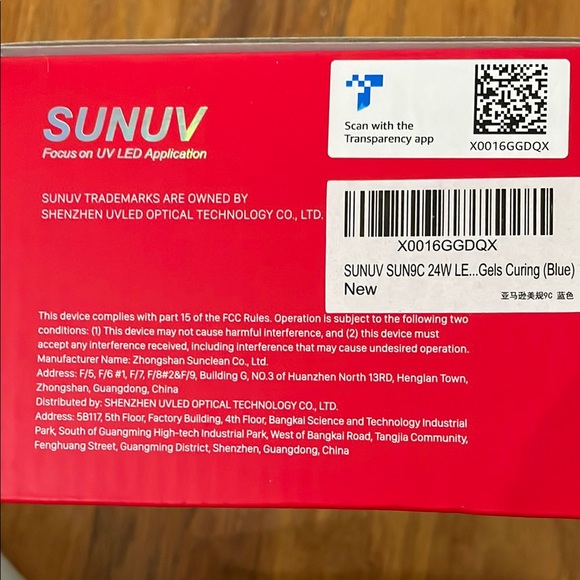 SUNUV
Focus on UV LED Application
Scan with the
Transparency app
X0016GGDQX
SUNUV TRADEMARKS ARE OWNED BY
SHENZHEN UVLED OPTICAL TECHNOLOGY CO., LTD.
X0016GGDQX
SUNUV SUN9C 24W LE...Gels Curing (Blue)
New
亚马逊美规9C 蓝色
This device complies with part 15 of the FCC Rules. Operation is subject to the following two
conditions: (1) This device may not cause harmful interference, and (2) this device must
accept any interference received, including interference that may cause undesired operation.
Manufacturer Name: Zhongshan Sunclean Co., Ltd.
Address: F/5, F/6 #1, F/7, F/8#2&F/9, Building G, NO.3 of Huanzhen North 13RD, Henglan Town,
Zhongshan, Guangdong, China
Distributed by: SHENZHEN UVLED OPTICAL TECHNOLOGY CO., LTD.
Address: 5B117, 5th Floor, Factory Building, 4th Floor, Bangkai Science and Technology Industrial
Park, South of Guangming High-tech Industrial Park, West of Bangkai Road, Tangjia Community,
Fenghuang Street, Guangming District, Shenzhen, Guangdong, China